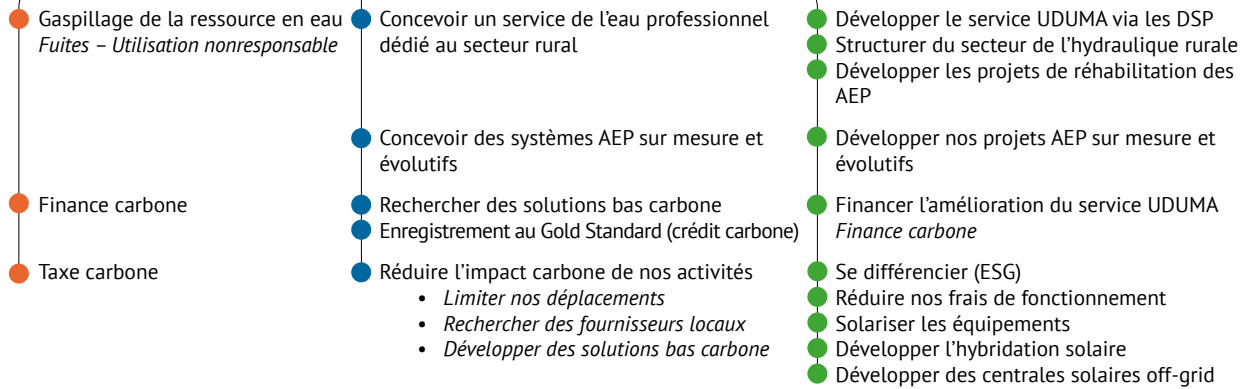 Gaspillage de la ressource en eau
Fuites – Utilisation nonresponsable
Concevoir un service de l’eau professionnel
dédié au secteur rural
Développer le service UDUMA via les DSP
Structurer du secteur de l’hydraulique rurale
Développer les projets de réhabilitation des
AEP
Concevoir des systèmes AEP sur mesure et
évolutifs
Développer nos projets AEP sur mesure et
évolutifs
Finance carbone
Rechercher des solutions bas carbone
Enregistrement au Gold Standard (crédit carbone)
Financer l’amélioration du service UDUMA
Finance carbone
Taxe carbone
Réduire l’impact carbone de nos activités
• Limiter nos déplacements
• Rechercher des fournisseurs locaux
• Développer des solutions bas carbone
Se différencier (ESG)
Réduire nos frais de fonctionnement
Solariser les équipements
Développer l’hybridation solaire
Développer des centrales solaires off-grid